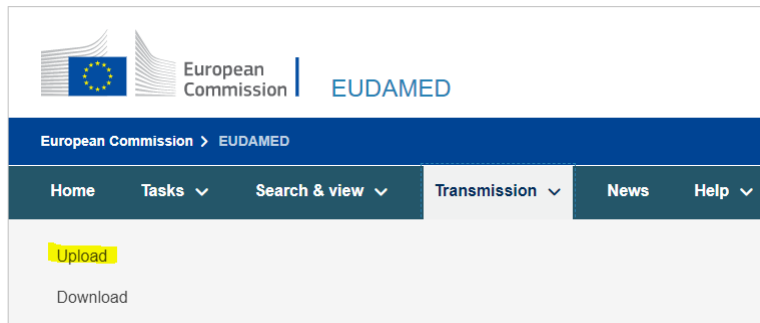 European
Commission
EUDAMED
European Commission > EUDAMED
Home Tasks Search & view Transmission News Help
Upload
Download